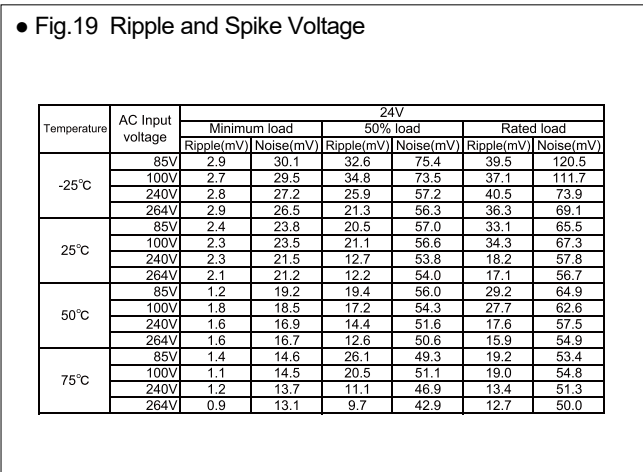 ● Fig.19 Ripple and Spike Voltage
Temperature AC Input voltage 24V
Minimum load 50% load Rated load
Ripple(mV) Noise(mV) Ripple(mV) Noise(mV) Ripple(mV) Noise(mV)
-25℃ 85V 2.9 30.1 32.6 75.4 39.5 120.5
100V 2.7 29.5 34.8 73.5 37.1 111.7
240V 2.8 27.2 25.9 57.2 40.5 73.9
264V 2.9 26.5 21.3 56.3 36.3 69.1
25℃ 85V 2.4 23.8 20.5 57.0 33.1 65.5
100V 2.3 23.5 21.1 56.6 34.3 67.3
240V 2.3 21.5 12.7 53.8 18.2 57.8
264V 2.1 21.2 12.2 54.0 17.1 56.7
50℃ 85V 1.2 19.2 19.4 56.0 29.2 64.9
100V 1.8 18.5 17.2 54.3 27.7 62.6
240V 1.6 16.9 14.4 51.6 17.6 57.5
264V 1.6 16.7 12.6 50.6 15.9 54.9
75℃ 85V 1.4 14.6 26.1 49.3 19.2 53.4
100V 1.1 14.5 20.5 51.1 19.0 54.8
240V 1.2 13.7 11.1 46.9 13.4 51.3
264V 0.9 13.1 9.7 42.9 12.7 50.0